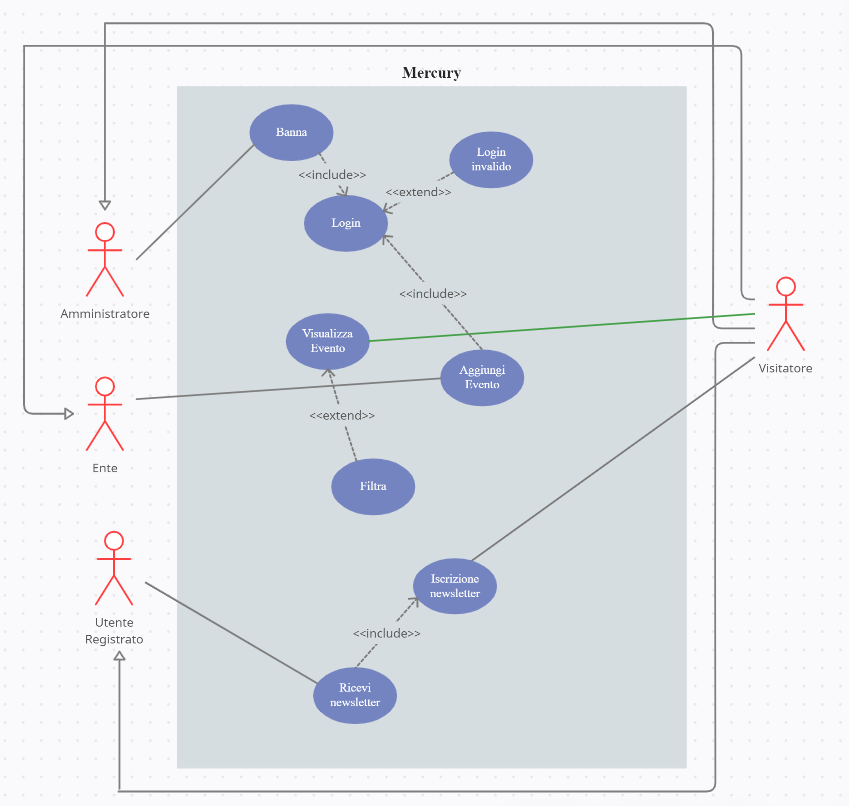 Mercury
Banna
Login
invalido
<<include>>
<<extend>>
Login
Amministratore
<<include>>
Visualizza
Evento
Aggiungi
Evento
Visitatore
<<extend>>
Ente
Filtra
Iscrizione
newsletter
Utente
Registrato
<<include>>
Ricevi
newsletter